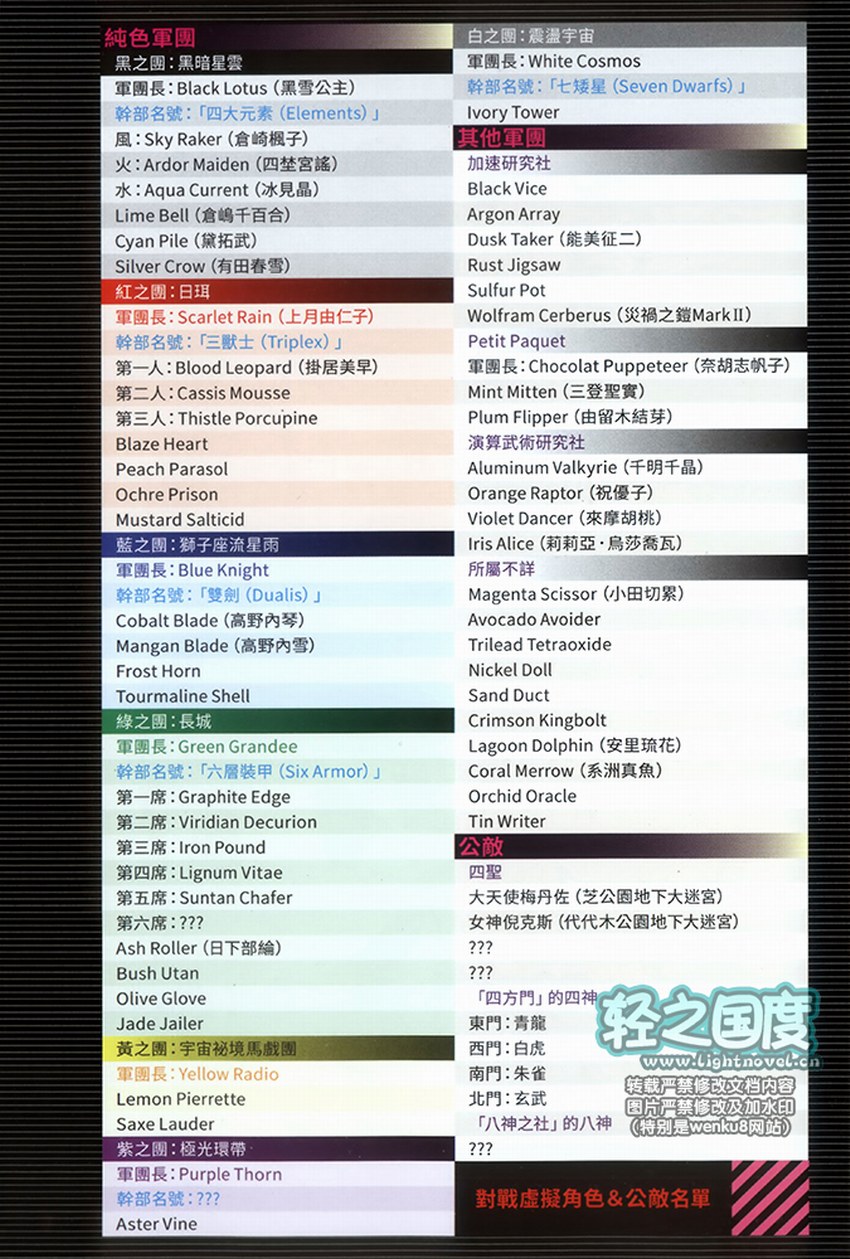 純色軍團
黑之團：黑暗星雲
軍團長：Black Lotus（黑雪公主）
幹部名號：「四大元素（Elements）」
風：Sky Raker（倉崎楓子）
火：Ardor Maiden（四埜宮謠）
水：Aqua Current（冰見晶）
Lime Bell（倉嶋千百合）
Cyan Pile（黛拓武）
Silver Crow（有田春雪）
紅之團：日珥
軍團長：Scarlet Rain（上月由仁子）
幹部名號：「三獸士（Triplex）」
第一人：Blood Leopard（掛居美早）
第二人：Cassis Mousse
第三人：Thistle Porcupine
Blaze Heart
Peach Parasol
Ochre Prison
Mustard Salticid
藍之團：獅子座流星雨
軍團長：Blue Knight
幹部名號：「雙劍（Dualis）」
Cobalt Blade（高野內琴）
Mangan Blade（高野內雪）
Frost Horn
Tourmaline Shell
綠之團：長城
軍團長：Green Grandee
幹部名號：「六層裝甲（Six Armor）」
第一席：Graphite Edge
第二席：Viridian Decurion
第三席：Iron Pound
第四席：Lignum Vitae
第五席：Suntan Chafer
第六席：???
Ash Roller（日下部綸）
Bush Utan
Olive Glove
Jade Jailer
黃之團：宇宙祕境馬戲團
軍團長：Yellow Radio
Lemon Pierrette
Saxe Lauder
紫之團：極光環帶
軍團長：Purple Thorn
幹部名號：???
Aster Vine
白之團：震盪宇宙
軍團長：White Cosmos
幹部名號：「七矮星（Seven Dwarfs）」
Ivory Tower
其他軍團
加速研究社
Black Vice
Argon Array
Dusk Taker（能美征二）
Rust Jigsaw
Sulfur Pot
Wolfram Cerberus（災禍之鎧MarkⅡ）
Petit Paquet
軍團長：Chocolat Puppeteer（奈胡志帆子）
Mint Mitten（三登聖實）
Plum Flipper（由留木結芽）
演算武術研究社
Aluminum Valkyrie（千明千晶）
Orange Raptor（祝優子）
Violet Dancer（來摩胡桃）
Iris Alice（莉莉亞・烏莎喬瓦）
所屬不詳
Magenta Scissor（小田切累）
Avocado Avoider
Trilead Tetraoxide
Nickel Doll
Sand Duct
Crimson Kingbolt
Lagoon Dolphin（安里琉花）
Coral Merrow（系洲真魚）
Orchid Oracle
Tin Writer
公敵
四聖
大天使梅丹佐（芝公園地下大迷宮）
女神倪克斯（代代木公園地下大迷宮）
???
???
「四方門」的四神
東門：青龍
西門：白虎
南門：朱雀
北門：玄武
「八神之社」的八神
???
對戰虛擬角色＆公敵名單
轻之国度
www.lightnovel.cn
转载严禁修改文档内容
图片严禁修改及加水印
（特别是wenku8网站）